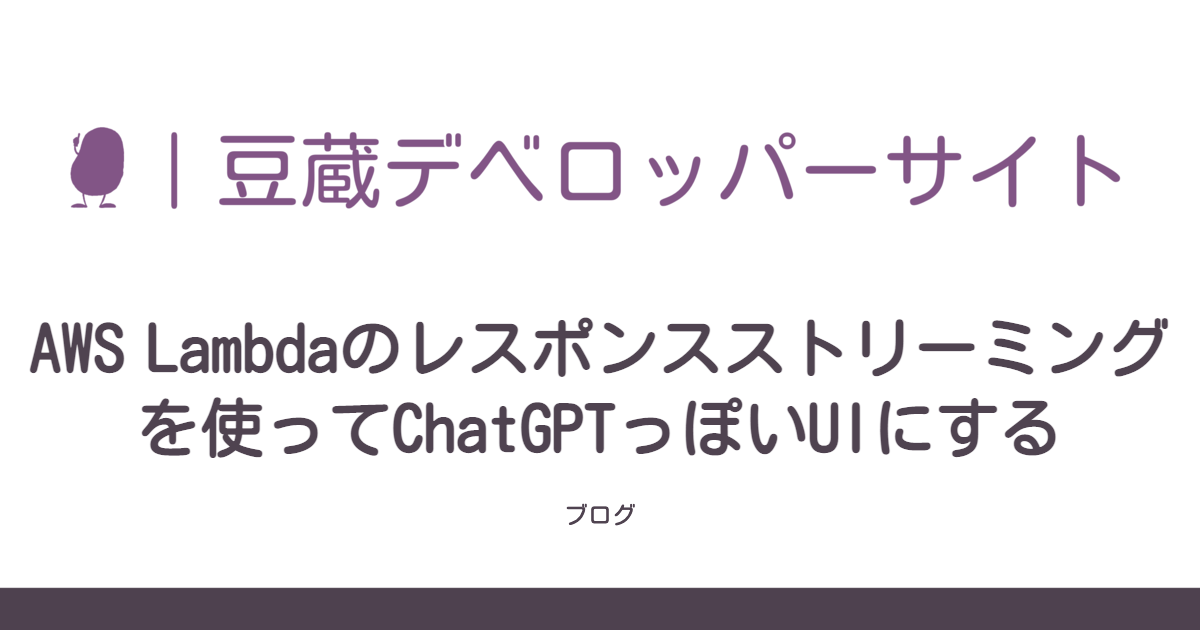 |豆蔵デベロッパーサイト
AWS Lambdaのレスポンスストリーミング
を使ってChatGPTっぽいUIにする
ブログ